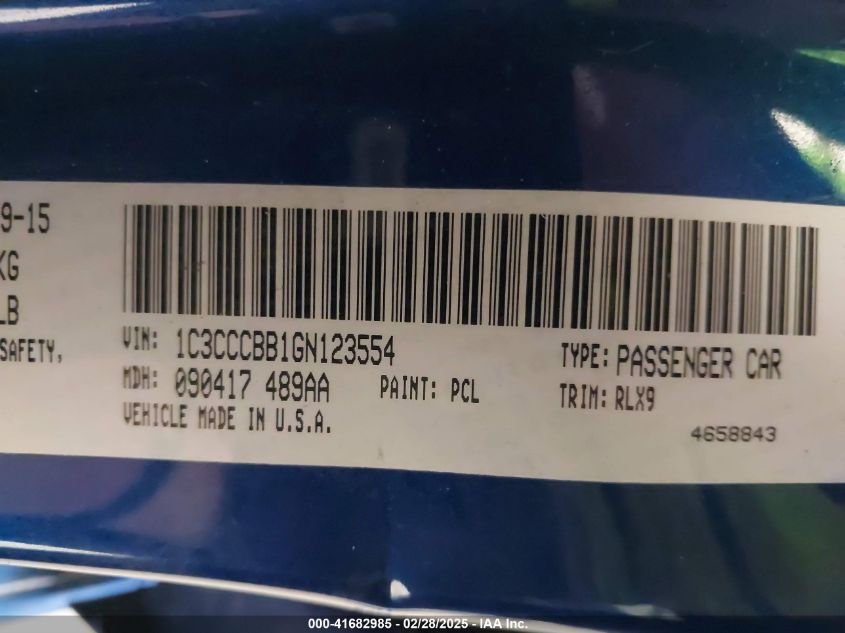 9-15
KG
LB
SAFETY,
VIN: 1C3CCCBB1GN123554
TYPE: PASSENGER CAR
MDH: 090417 489AA PAINT: PCL
TRIM: RLX9
VEHICLE MADE IN U.S.A.
4658843
000-41682985 - 02/28/2025 - IAA Inc.